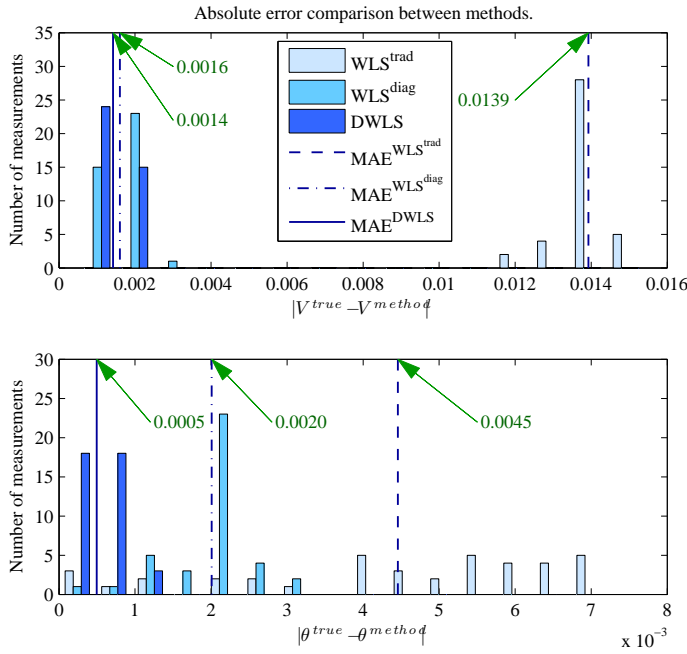 Absolute error comparison between methods.
Number of measurements
35
30
25
20
15
10
5
0
0.0016
0.0014
0.0139
WLS^trad
WLS^diag
DWLS
MAE^WLS^trad
MAE^WLS^diag
MAE^DWLS
0 0.002 0.004 0.006 0.008 0.01 0.012 0.014 0.016
|V^true−V^method|
Number of measurements
30
25
20
15
10
5
0
0.0005 0.0020 0.0045
0 1 2 3 4 5 6 7 8
x 10^−3
|θ^true−θ^method|